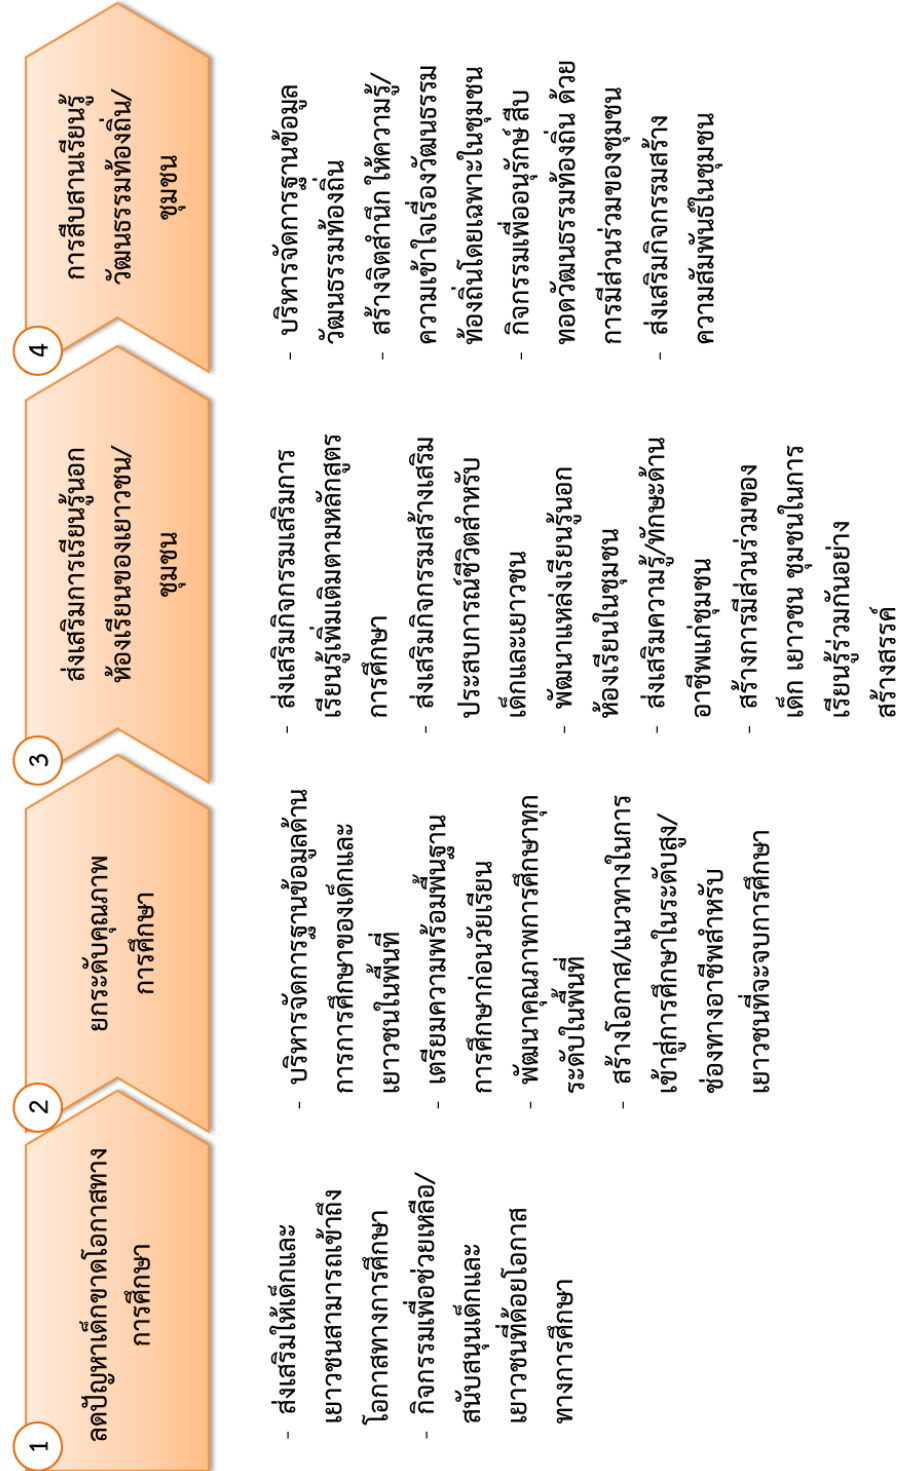 1
ลดปัญหาเด็กขาดโอกาสทาง
การศึกษา
- ส่งเสริมให้เด็กและ
เยาวชนสามารถเข้าถึง
โอกาสทางการศึกษา
- กิจกรรมเพื่อช่วยเหลือ/
สนับสนุนเด็กและ
เยาวชนที่ด้อยโอกาส
ทางการศึกษา
2
ยกระดับคุณภาพ
การศึกษา
- บริหารจัดการฐานข้อมูลด้าน
การการศึกษาของเด็กและ
เยาวชนในพื้นที่
- เตรียมความพร้อมพื้นฐาน
การศึกษาก่อนวัยเรียน
- พัฒนาคุณภาพการศึกษาทุก
ระดับในพื้นที่
- สร้างโอกาส/แนวทางในการ
เข้าสู่การศึกษาในระดับสูง/
ช่องทางอาชีพสำหรับ
เยาวชนที่จะจบการศึกษา
3
ส่งเสริมการเรียนรู้นอก
ห้องเรียนของเยาวชน/
ชุมชน
- ส่งเสริมกิจกรรมเสริมการ
เรียนรู้เพิ่มเติมตามหลักสูตร
การศึกษา
- ส่งเสริมกิจกรรมสร้างเสริม
ประสบการณ์ชีวิตสำหรับ
เด็กและเยาวชน
- พัฒนาแหล่งเรียนรู้นอก
ห้องเรียนในชุมชน
- ส่งเสริมความรู้/ทักษะด้าน
อาชีพแก่ชุมชน
- สร้างการมีส่วนร่วมของ
เด็ก เยาวชน ชุมชนในการ
เรียนรู้ร่วมกันอย่าง
สร้างสรรค์
4
การสืบสานเรียนรู้
วัฒนธรรมท้องถิ่น/
ชุมชน
- บริหารจัดการฐานข้อมูล
วัฒนธรรมท้องถิ่น
- สร้างจิตสำนึก ให้ความรู้/
ความเข้าใจเรื่องวัฒนธรรม
ท้องถิ่นโดยเฉพาะในชุมชน
- กิจกรรมเพื่ออนุรักษ์ สืบ
ทอดวัฒนธรรมท้องถิ่น ด้วย
การมีส่วนร่วมของชุมชน
- ส่งเสริมกิจกรรมสร้าง
ความสัมพันธ์ในชุมชน